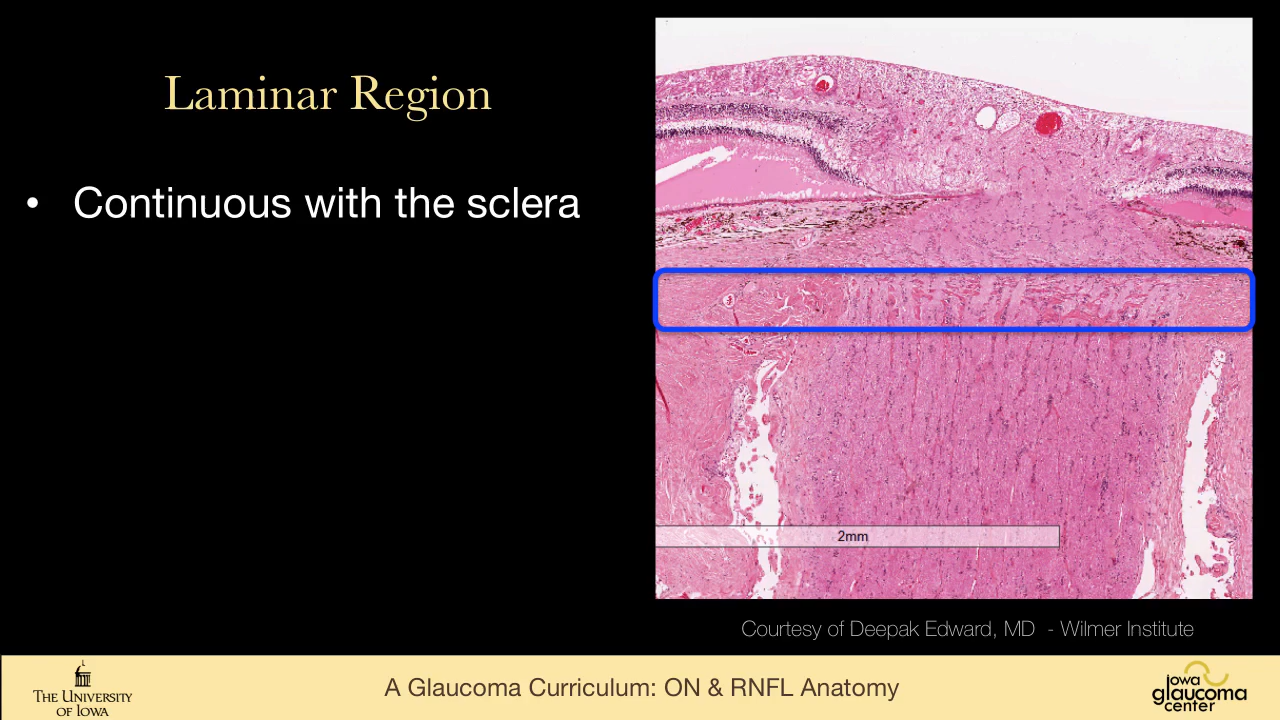 Laminar Region
• Continuous with the sclera
2mm
Courtesy of Deepak Edward, MD - Wilmer Institute
THE UNIVERSITY
OF IOWA
A Glaucoma Curriculum: ON & RNFL Anatomy
Iowa
glaucoma
center